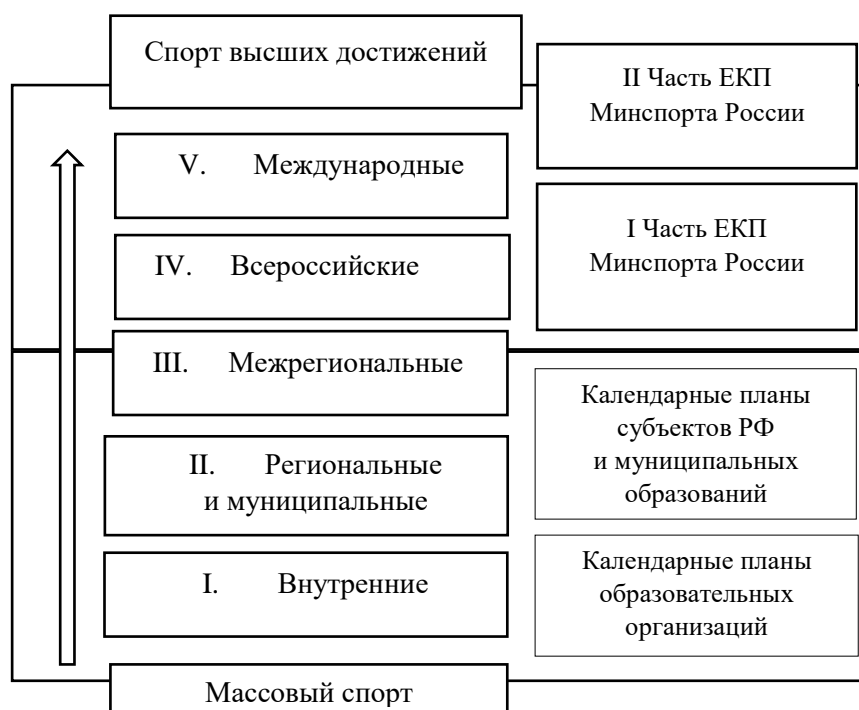 Спорт высших достижений
II Часть ЕКП
Минспорта России
V. Международные
I Часть ЕКП
Минспорта России
IV. Всероссийские
III. Межрегиональные
Календарные планы
субъектов РФ
и муниципальных
образований
II. Региональные
и муниципальные
Календарные планы
образовательных
организаций
I. Внутренние
Массовый спорт